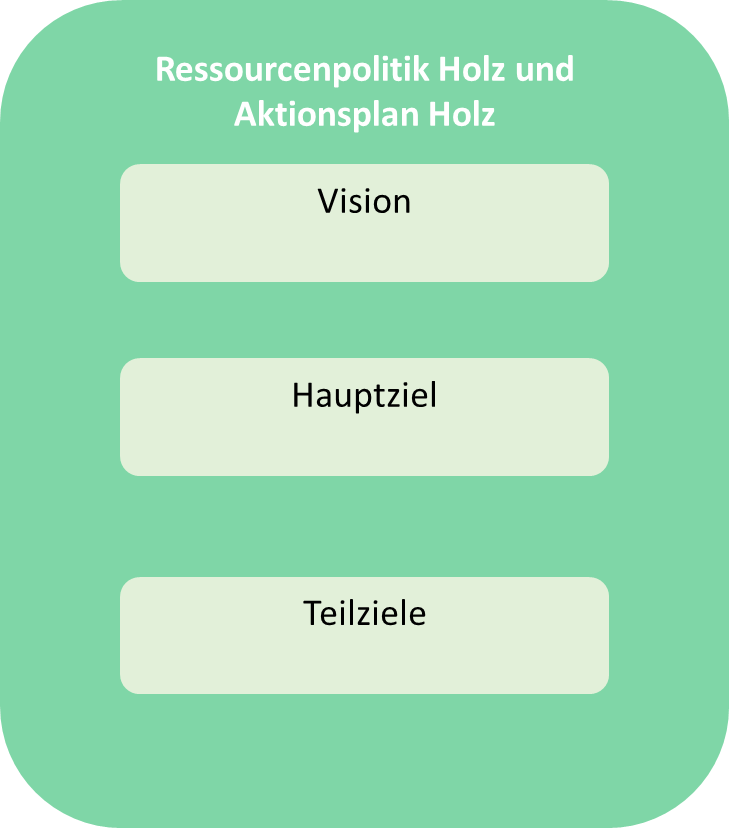 Ressourcenpolitik Holz und
Aktionsplan Holz
Vision
Hauptziel
Teilziele